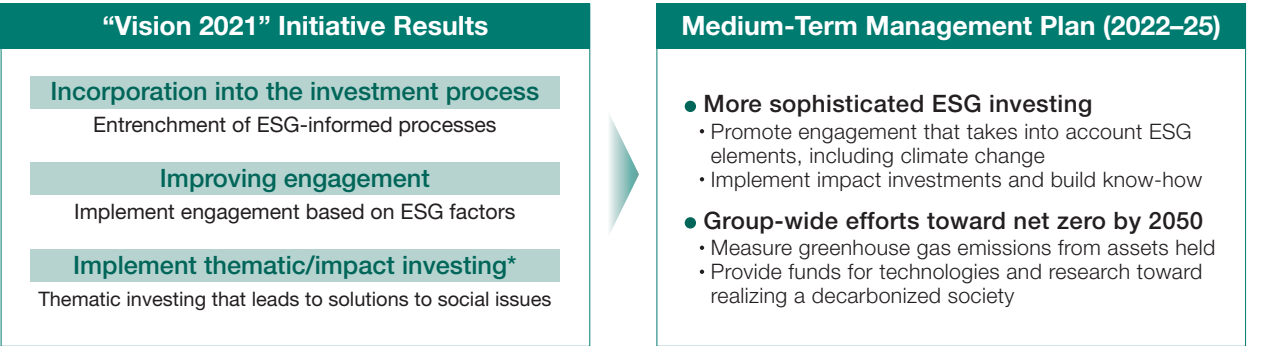 “Vision 2021” Initiative Results
Incorporation into the investment process
Entrenchment of ESG-informed processes
Improving engagement
Implement engagement based on ESG factors
Implement thematic/impact investing*
Thematic investing that leads to solutions to social issues
Medium-Term Management Plan (2022–25)
● More sophisticated ESG investing
・Promote engagement that takes into account ESG
elements, including climate change
・Implement impact investments and build know-how
● Group-wide efforts toward net zero by 2050
・Measure greenhouse gas emissions from assets held
・Provide funds for technologies and research toward
realizing a decarbonized society